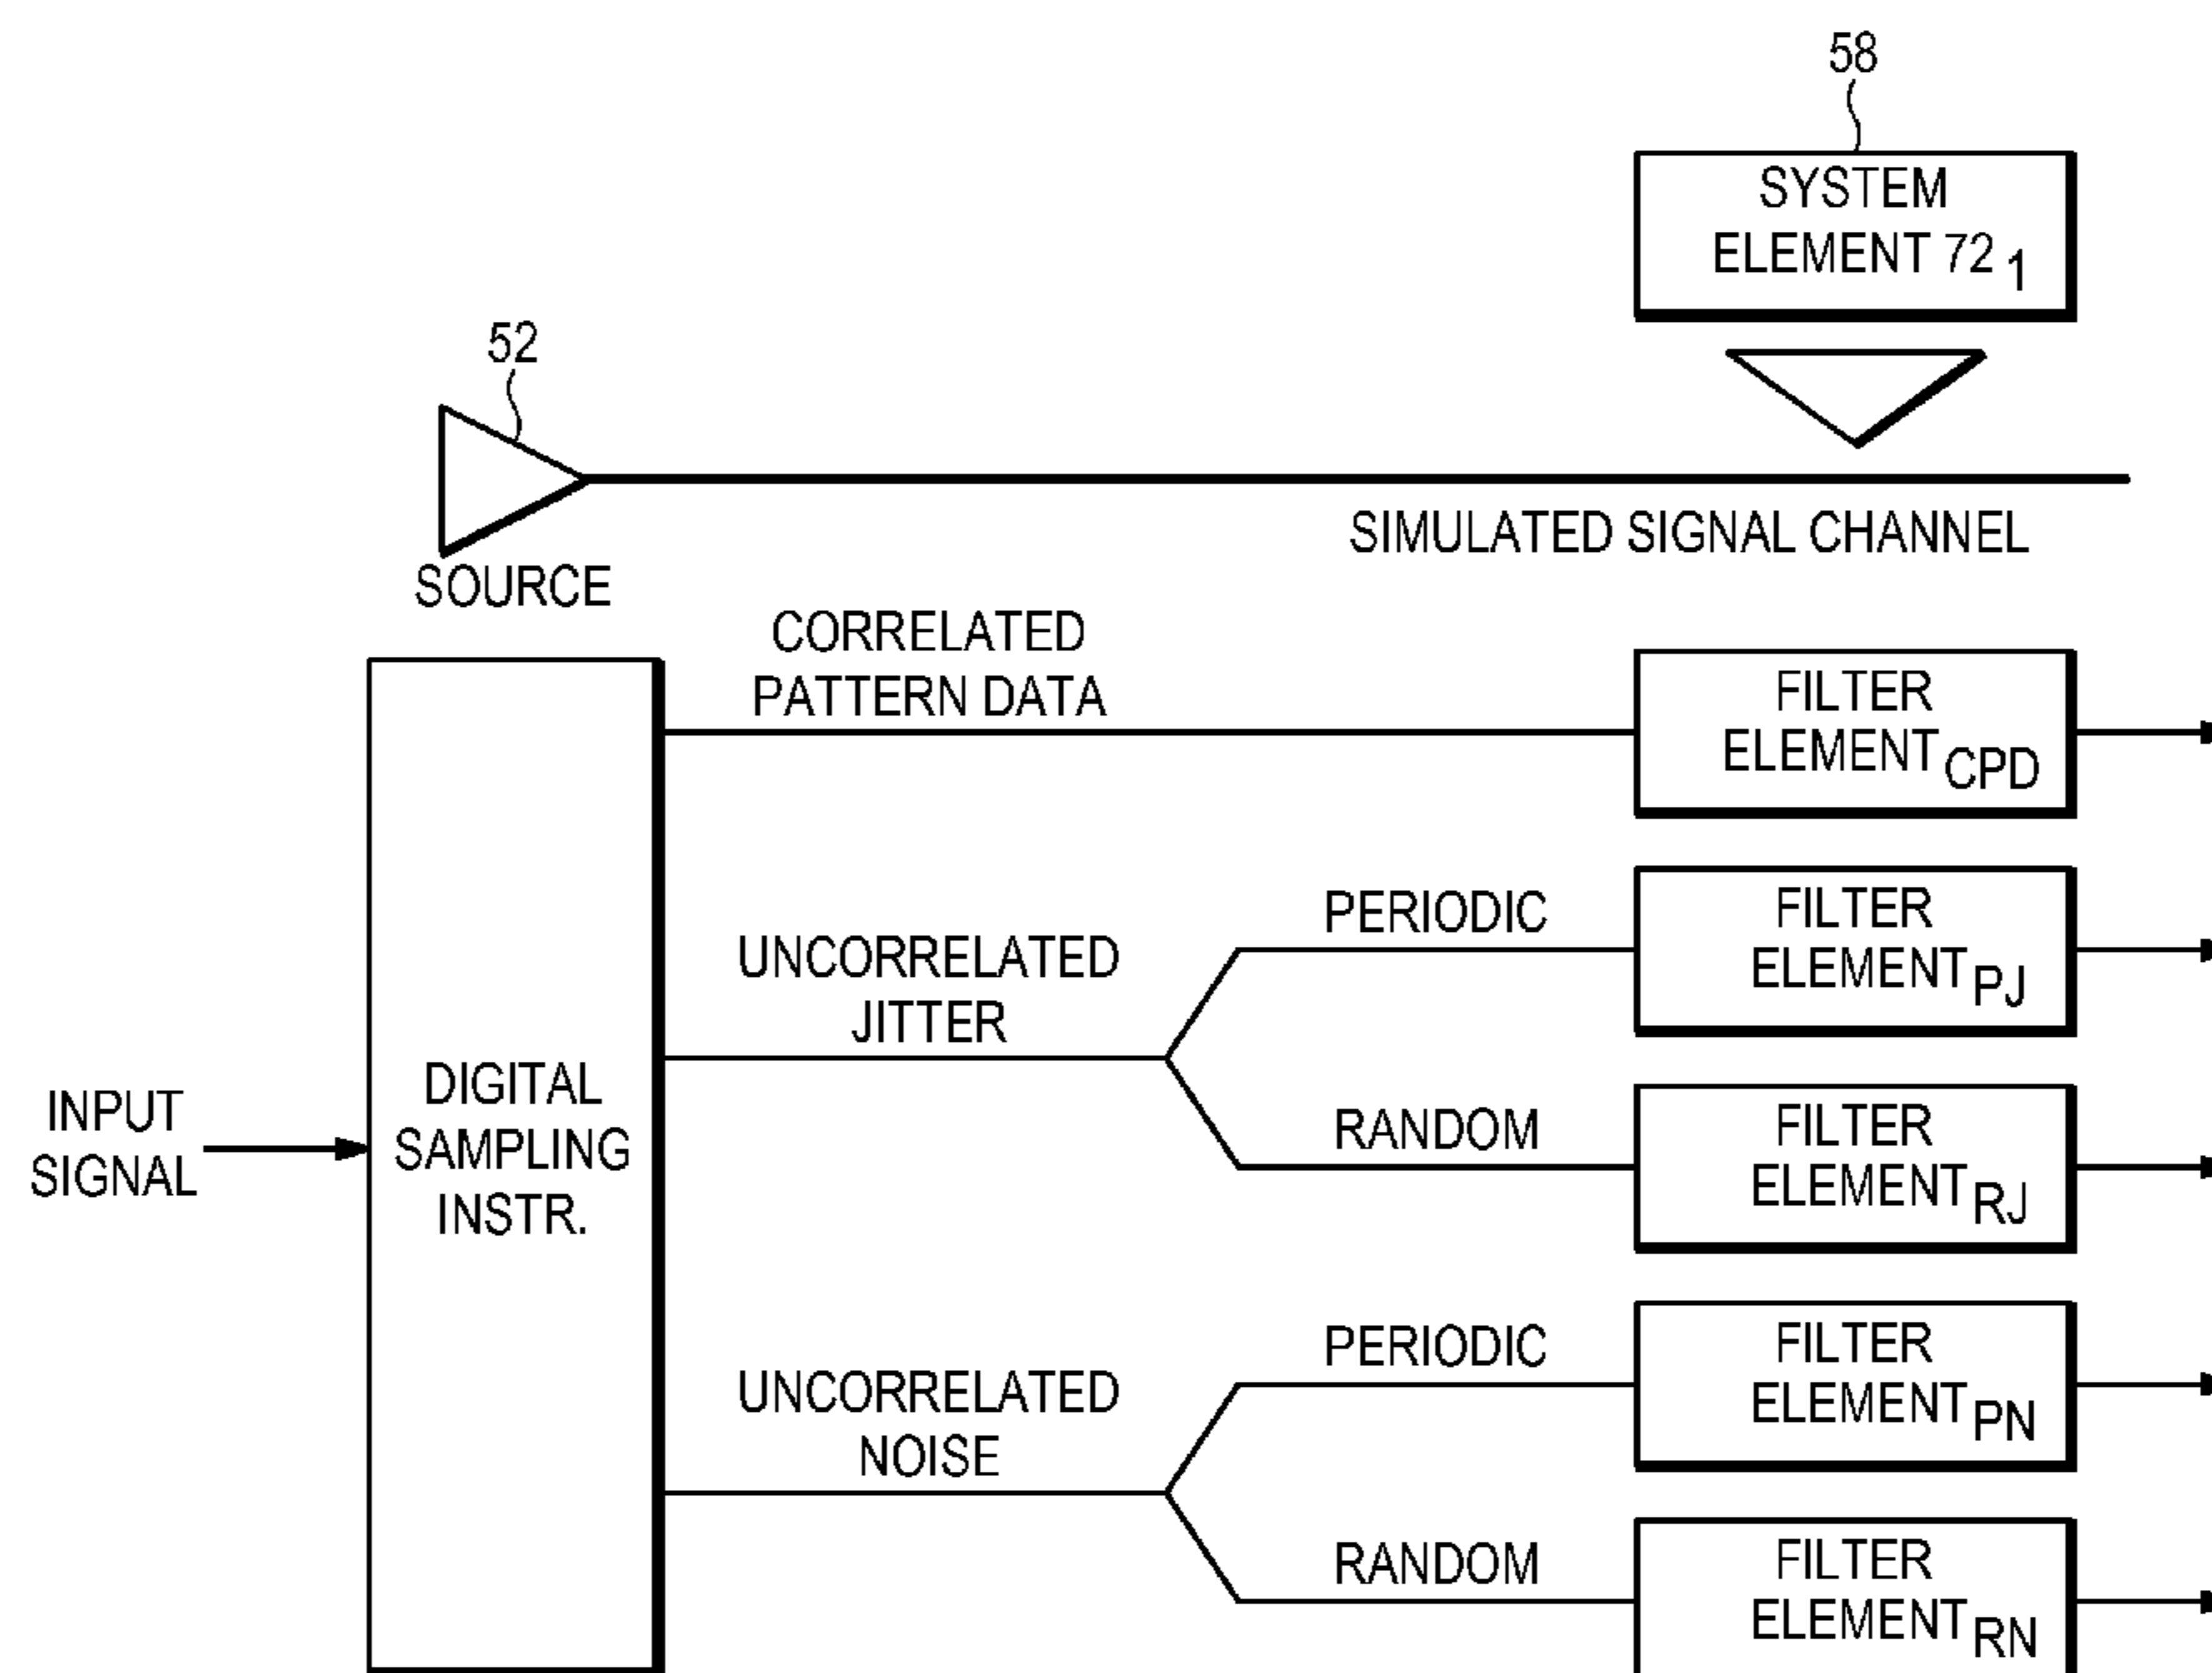 58
SYSTEM
ELEMENT 72 1
52
SIMULATED SIGNAL CHANNEL
SOURCE
CORRELATED
PATTERN DATA
FILTER
ELEMENT CPD
PERIODIC
FILTER
ELEMENT PJ
UNCORRELATED
JITTER
RANDOM
FILTER
ELEMENT RJ
INPUT
SIGNAL
DIGITAL
SAMPLING
INSTR.
PERIODIC
FILTER
ELEMENT PN
UNCORRELATED
NOISE
RANDOM
FILTER
ELEMENT RN